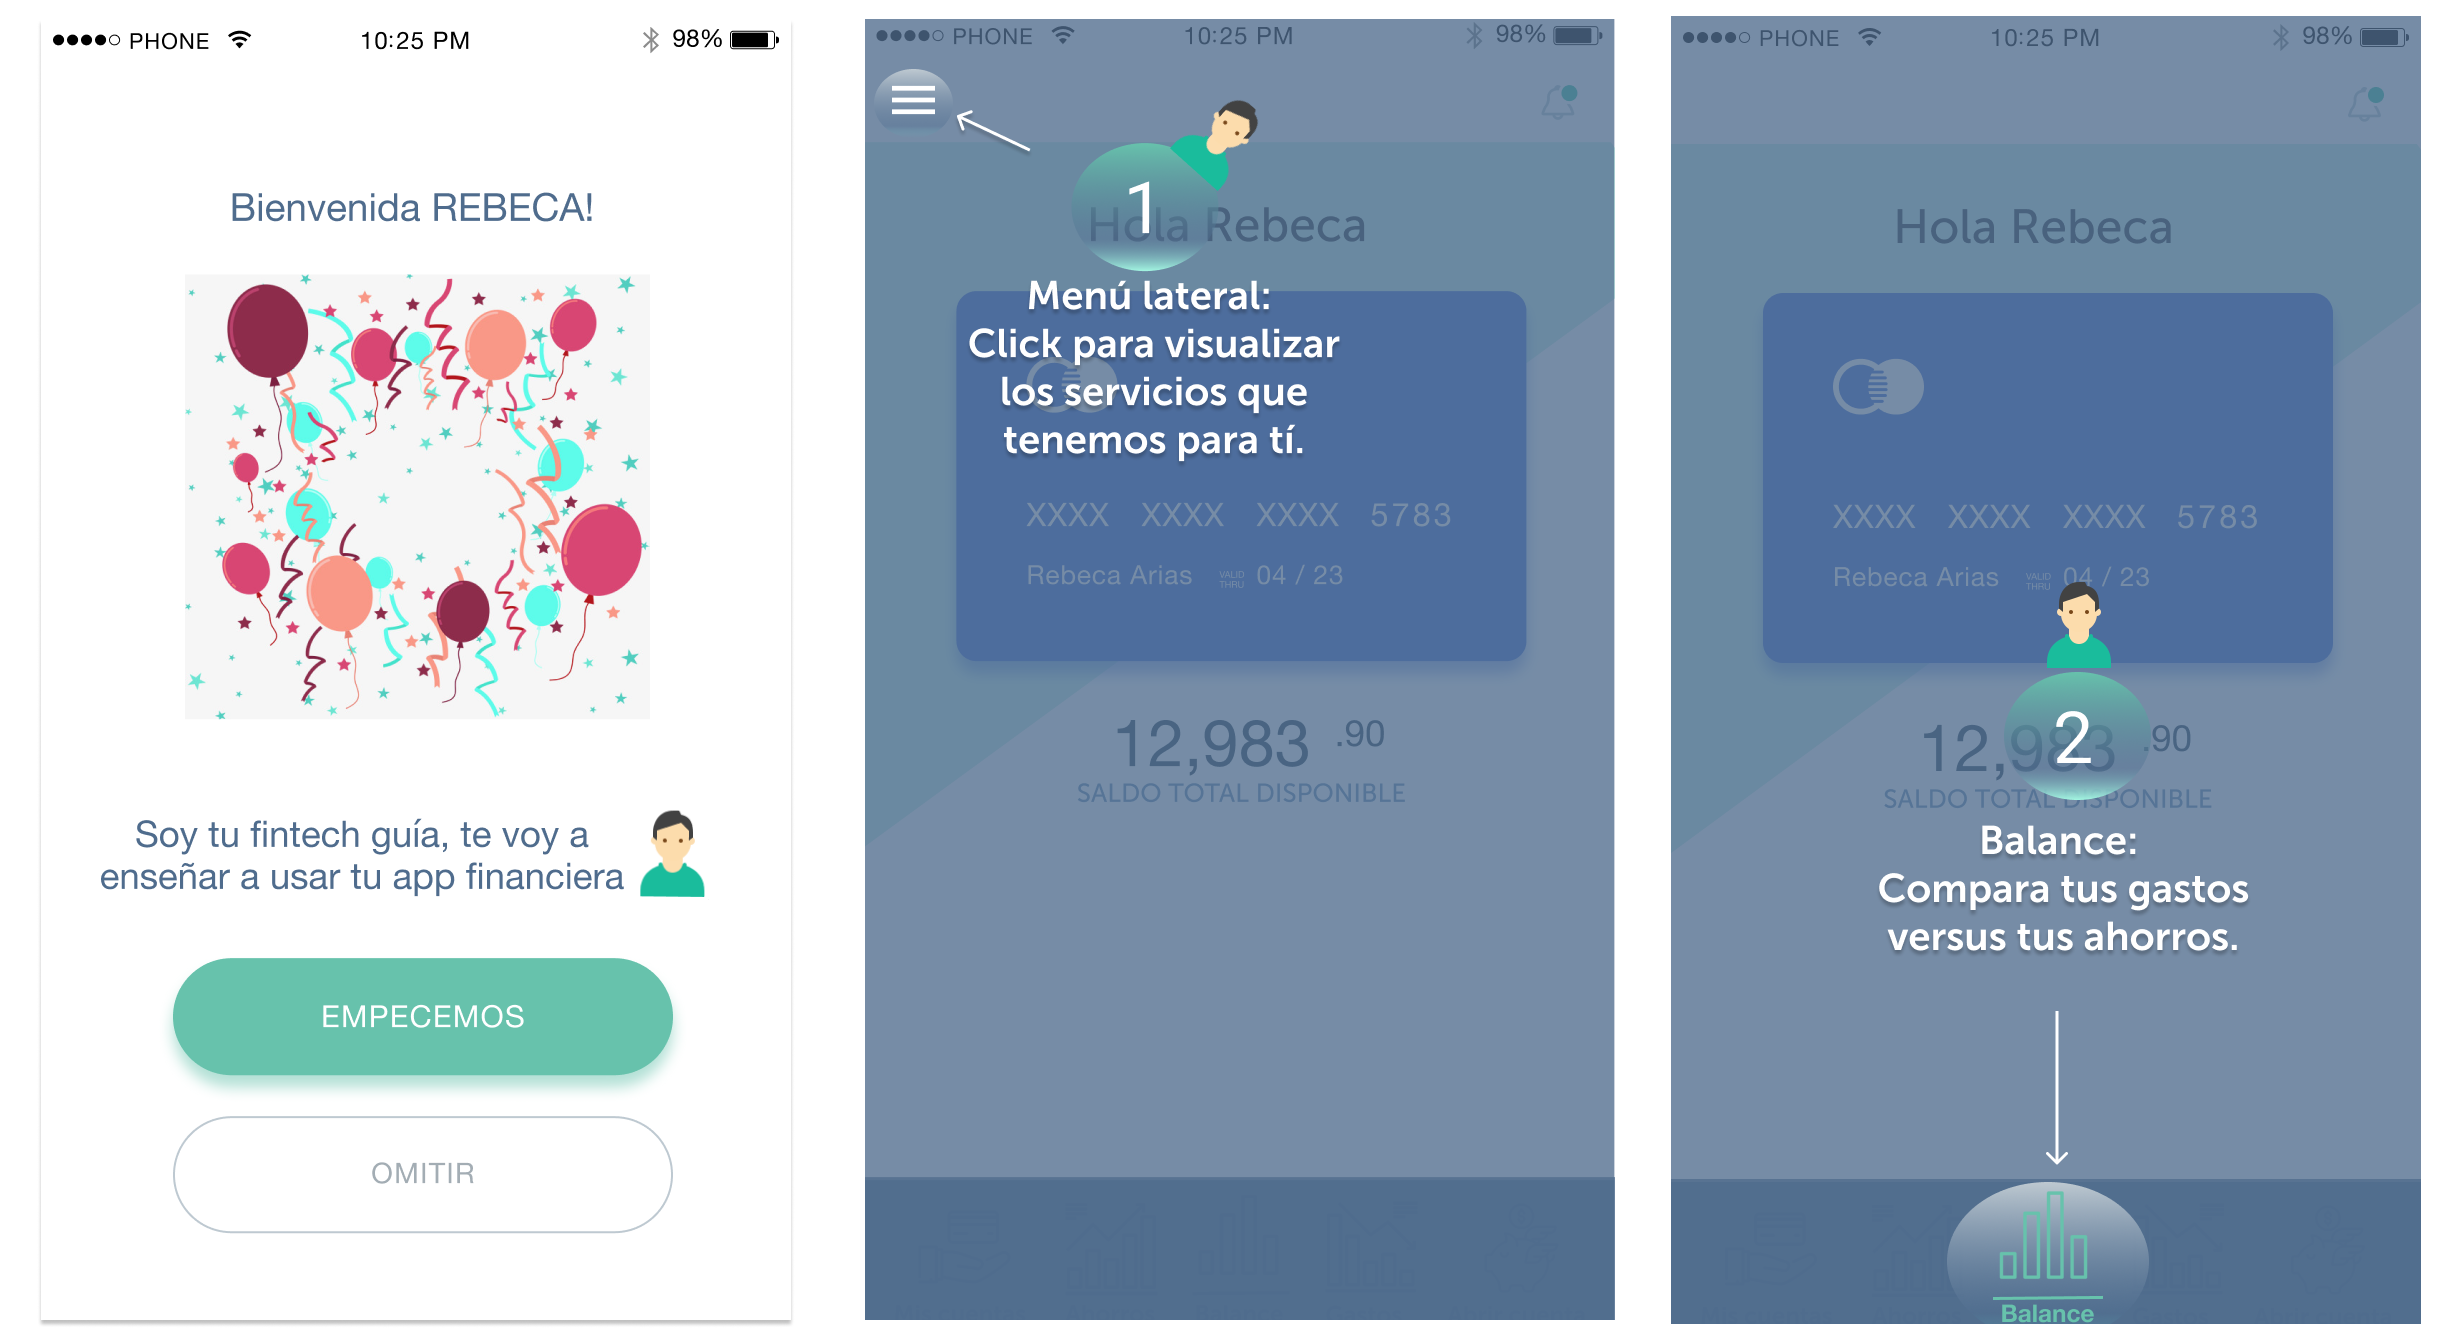 PHONE 10:25 PM 98%
Bienvenida REBECA!
Soy tu fintech guía, te voy a
enseñar a usar tu app financiera
EMPECEMOS
OMITIR
PHONE 10:25 PM 98%
1
Hola Rebeca
Menú lateral:
Click para visualizar
los servicios que
tenemos para tí.
XXXX XXXX XXXX 5783
Rebeca Arias VALID THRU 04 / 23
12,983 .90
SALDO TOTAL DISPONIBLE
PHONE 10:25 PM 98%
Hola Rebeca
XXXX XXXX XXXX 5783
Rebeca Arias VALID THRU 04 / 23
2
12,983 .90
SALDO TOTAL DISPONIBLE
Balance:
Compara tus gastos
versus tus ahorros.
Balance